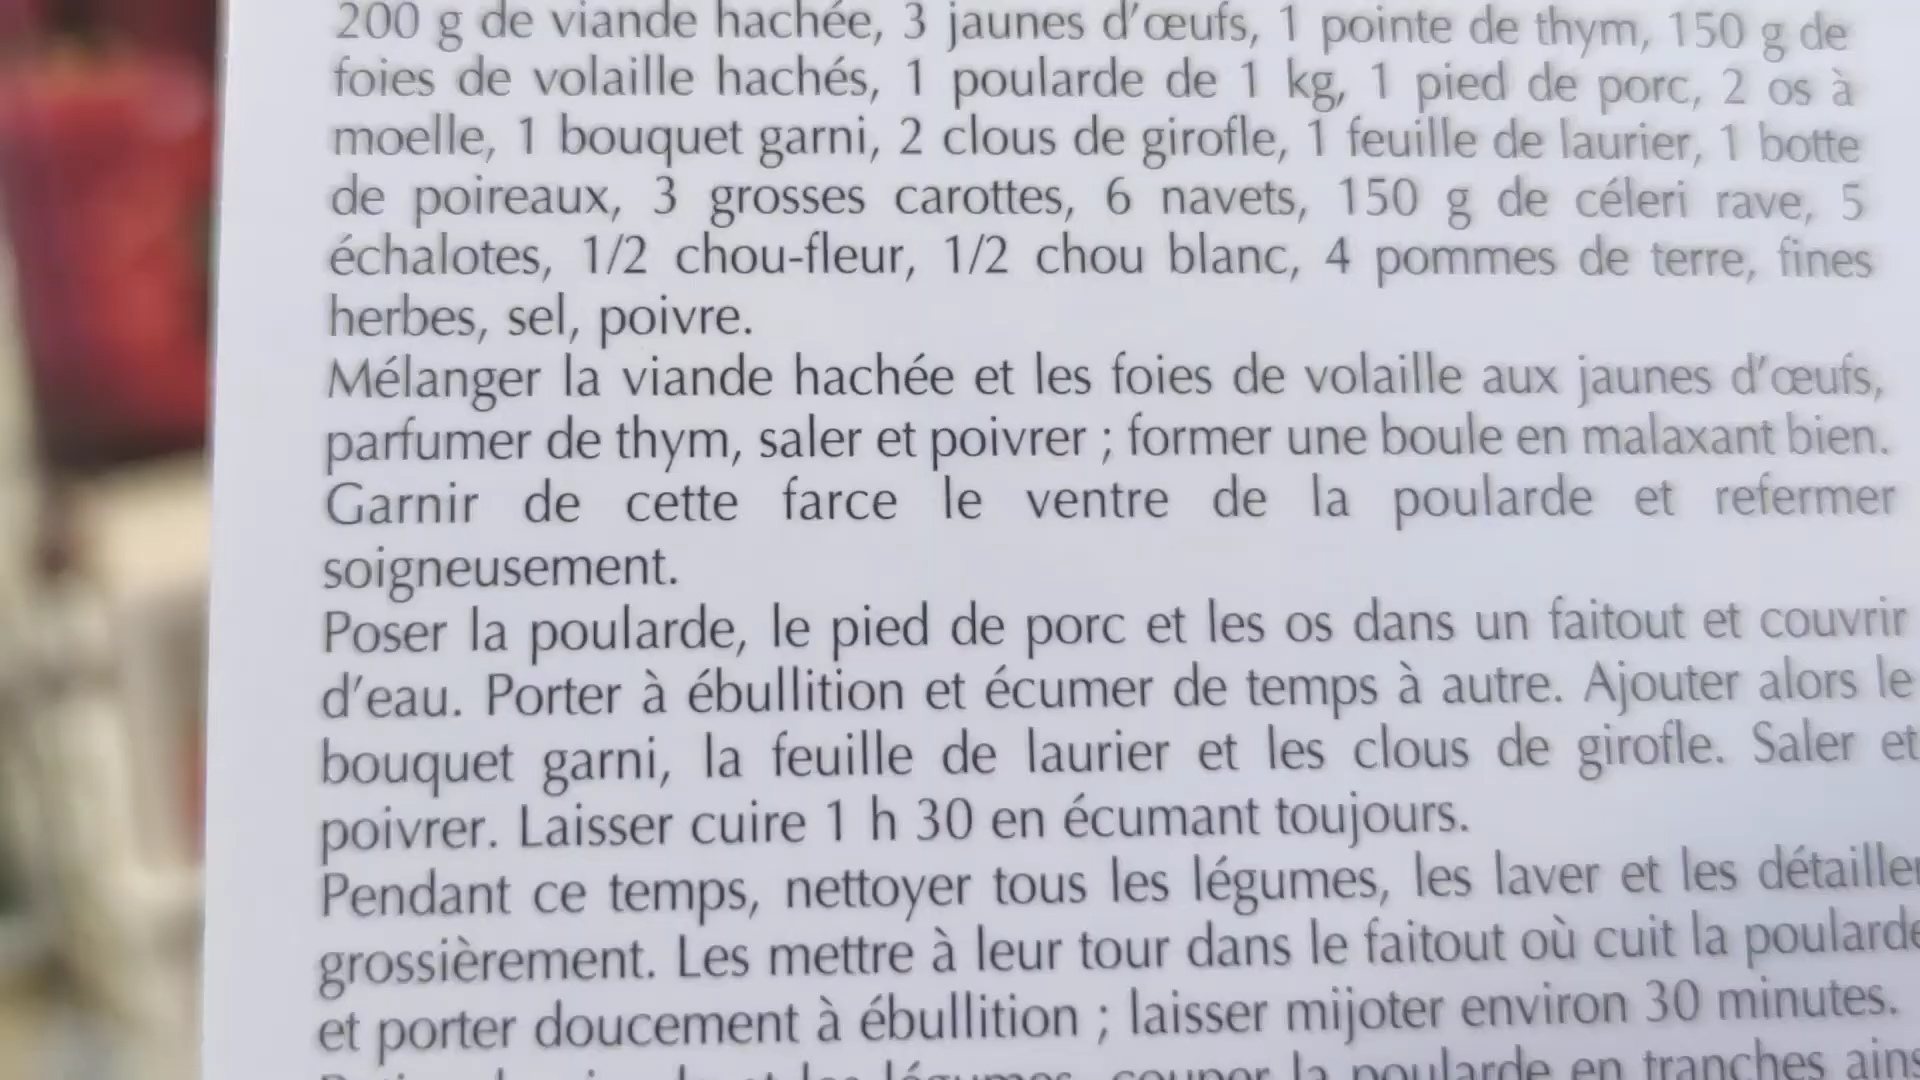 200 g de viande hachée, 3 jaunes d'œufs, 1 pointe de thym, 150 g de
foies de volaille hachés, 1 poularde de 1 kg, 1 pied de porc, 2 os à
moelle, 1 bouquet garni, 2 clous de girofle, 1 feuille de laurier, 1 botte
de poireaux, 3 grosses carottes, 6 navets, 150 g de céleri rave, 5
échalotes, 1/2 chou-fleur, 1/2 chou blanc, 4 pommes de terre, fines
herbes, sel, poivre.
Mélanger la viande hachée et les foies de volaille aux jaunes d'œufs,
parfumer de thym, saler et poivrer ; former une boule en malaxant bien.
Garnir de cette farce le ventre de la poularde et refermer
soigneusement.
Poser la poularde, le pied de porc et les os dans un faitout et couvrir
d'eau. Porter à ébullition et écumer de temps à autre. Ajouter alors le
bouquet garni, la feuille de laurier et les clous de girofle. Saler et
poivrer. Laisser cuire 1 h 30 en écumant toujours.
Pendant ce temps, nettoyer tous les légumes, les laver et les détailler
grossièrement. Les mettre à leur tour dans le faitout où cuit la poularde
et porter doucement à ébullition ; laisser mijoter environ 30 minutes.
et les légumes, couper la poularde en tranches